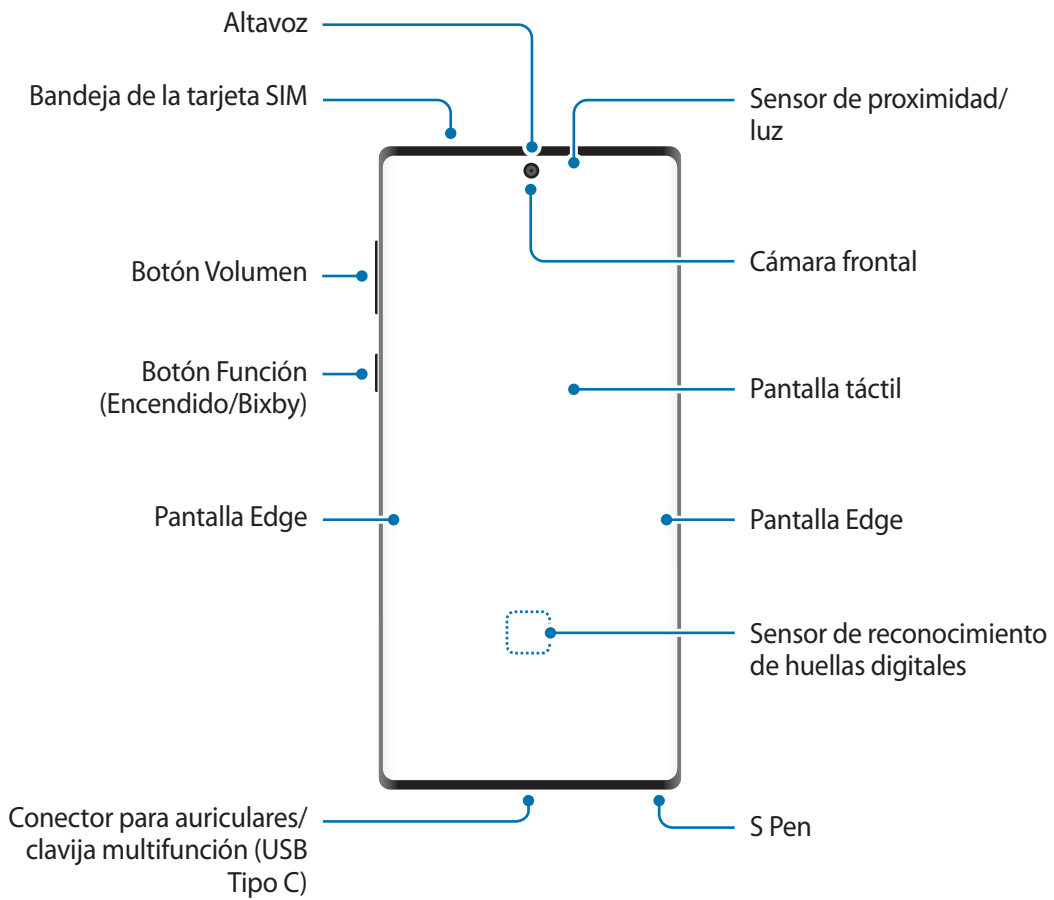 Altavoz
Bandeja de la tarjeta SIM
Sensor de proximidad/
luz
Botón Volumen
Cámara frontal
Botón Función
(Encendido/Bixby)
Pantalla táctil
Pantalla Edge
Pantalla Edge
Sensor de reconocimiento
de huellas digitales
Conector para auriculares/
clavija multifunción (USB
Tipo C)
S Pen